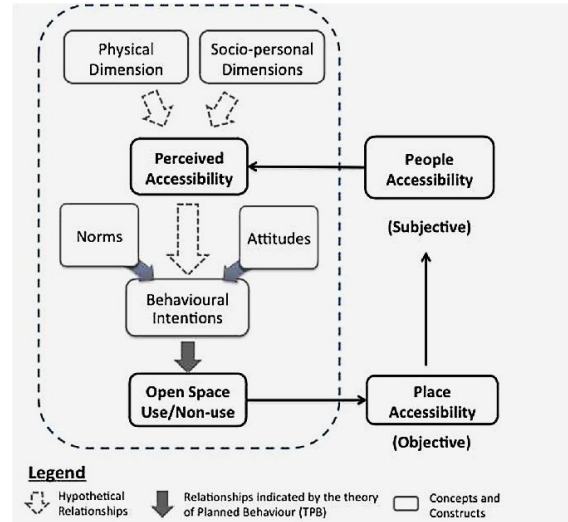 Physical
Dimension
Socio-personal
Dimensions
Perceived
Accessibility
People
Accessibility
(Subjective)
Norms
Attitudes
Behavioural
Intentions
Open Space
Use/Non-use
Place
Accessibility
(Objective)
Legend
Hypothetical
Relationships
Relationships indicated by the theory
of Planned Behaviour (TPB)
Concepts and
Constructs